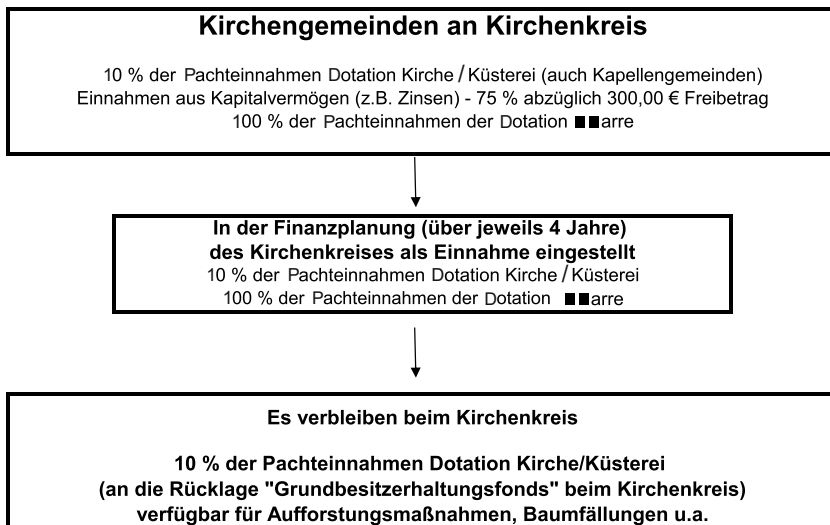 Kirchengemeinden an Kirchenkreis
10 % der Pachteinnahmen Dotation Kirche / Küsterei (auch Kapellengemeinden)
Einnahmen aus Kapitalvermögen (z.B. Zinsen) - 75 % abzüglich 300,00 € Freibetrag
100 % der Pachteinnahmen der Dotation ■■arre
In der Finanzplanung (über jeweils 4 Jahre)
des Kirchenkreises als Einnahme eingestellt
10 % der Pachteinnahmen Dotation Kirche / Küsterei
100 % der Pachteinnahmen der Dotation ■■arre
Es verbleiben beim Kirchenkreis
10 % der Pachteinnahmen Dotation Kirche/Küsterei
(an die Rücklage "Grundbesitzerhaltungsfonds" beim Kirchenkreis)
verfügbar für Aufforstungsmaßnahmen, Baumfällungen u.a.